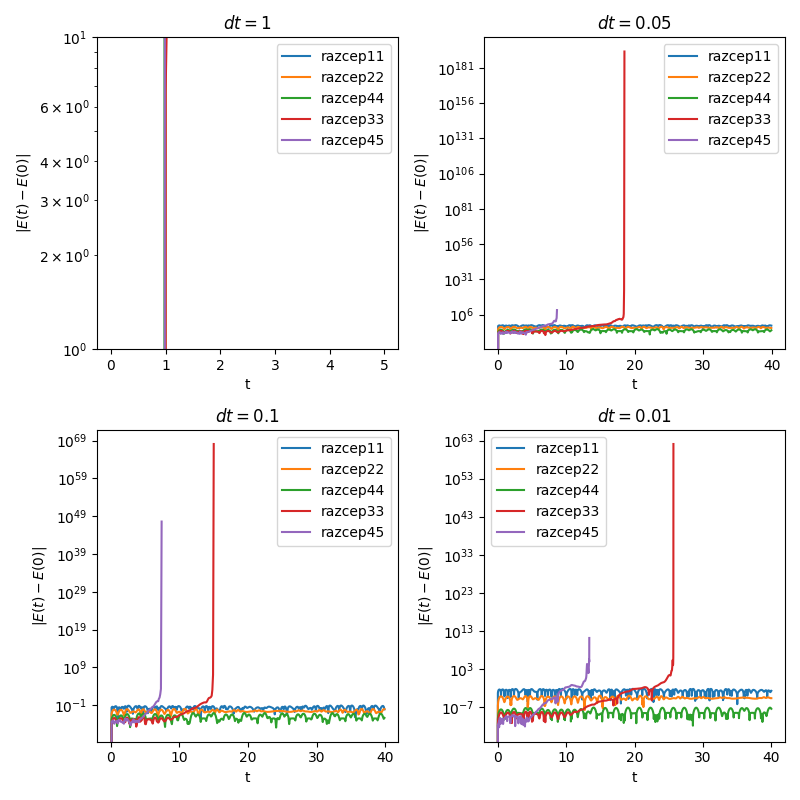 dt = 1
10¹
6 × 10⁰
4 × 10⁰
3 × 10⁰
2 × 10⁰
10⁰
|E(t) − E(0)|
0 1 2 3 4 5
t
razcep11
razcep22
razcep44
razcep33
razcep45
dt = 0.05
10¹⁸¹
10¹⁵⁶
10¹³¹
10¹⁰⁶
10⁸¹
10⁵⁶
10³¹
10⁶
|E(t) − E(0)|
0 10 20 30 40
t
razcep11
razcep22
razcep44
razcep33
razcep45
dt = 0.1
10⁶⁹
10⁵⁹
10⁴⁹
10³⁹
10²⁹
10¹⁹
10⁹
10⁻¹
|E(t) − E(0)|
0 10 20 30 40
t
razcep11
razcep22
razcep44
razcep33
razcep45
dt = 0.01
10⁶³
10⁵³
10⁴³
10³³
10²³
10¹³
10³
10⁻⁷
|E(t) − E(0)|
0 10 20 30 40
t
razcep11
razcep22
razcep44
razcep33
razcep45